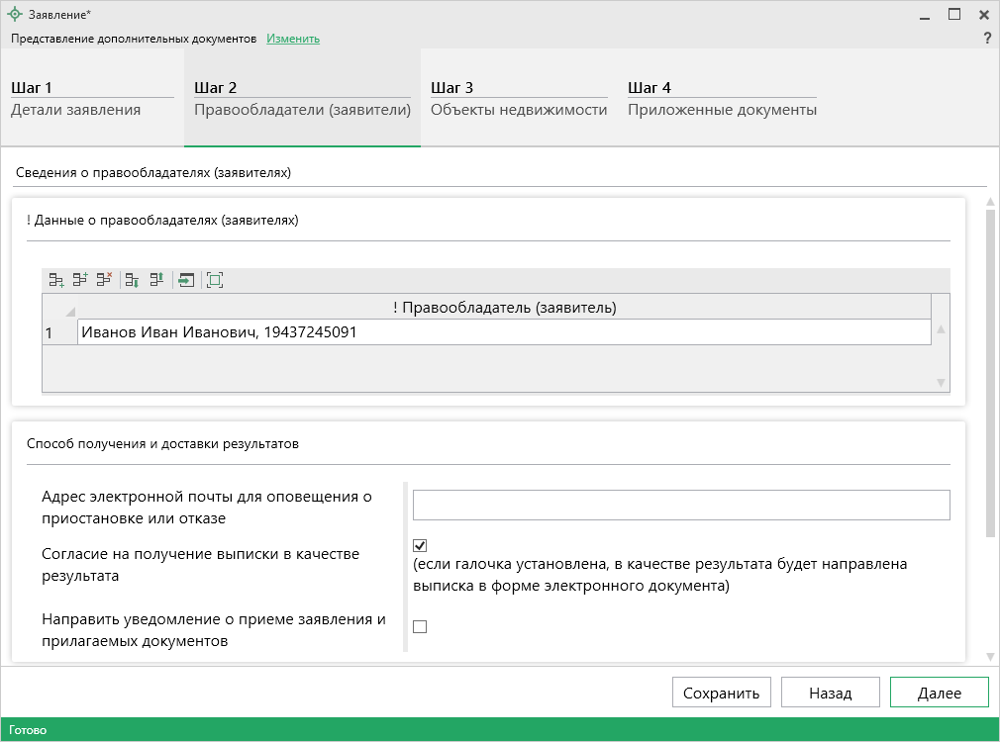 Заявление*
Представление дополнительных документов Изменить ?
Шаг 1
Детали заявления
Шаг 2
Правообладатели (заявители)
Шаг 3
Объекты недвижимости
Шаг 4
Приложенные документы
Сведения о правообладателях (заявителях)
! Данные о правообладателях (заявителях)
! Правообладатель (заявитель)
1 Иванов Иван Иванович, 19437245091
Способ получения и доставки результатов
Адрес электронной почты для оповещения о
приостановке или отказе
Согласие на получение выписки в качестве
результата
(если галочка установлена, в качестве результата будет направлена
выписка в форме электронного документа)
Направить уведомление о приеме заявления и
прилагаемых документов
Сохранить Назад Далее
Готово